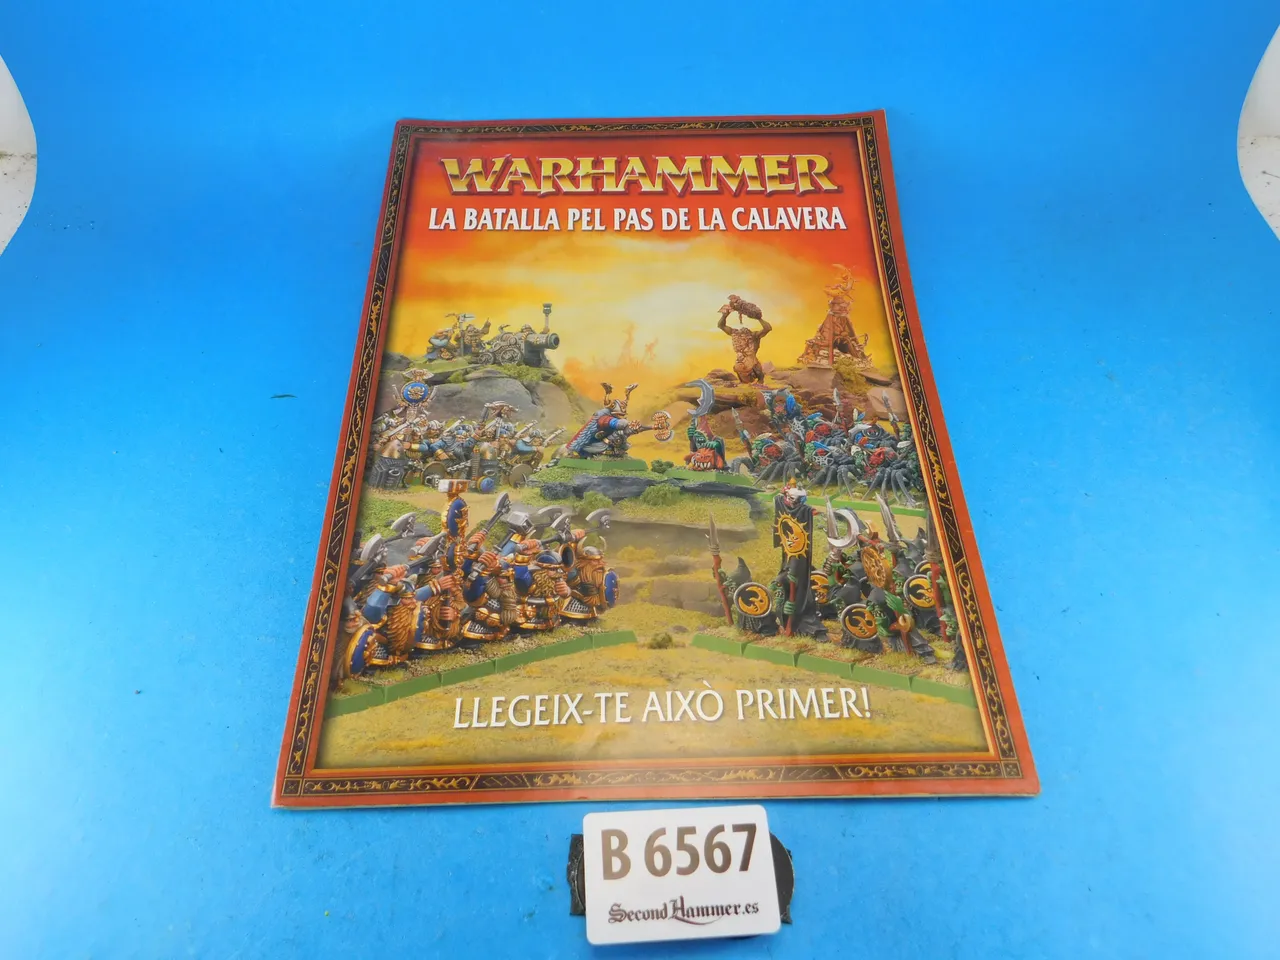 WARHAMMER
LA BATALLA PEL PAS DE LA CALAVERA
LLEGEIX-TE AIXÒ PRIMER!
B 6567
SecondHammer.es